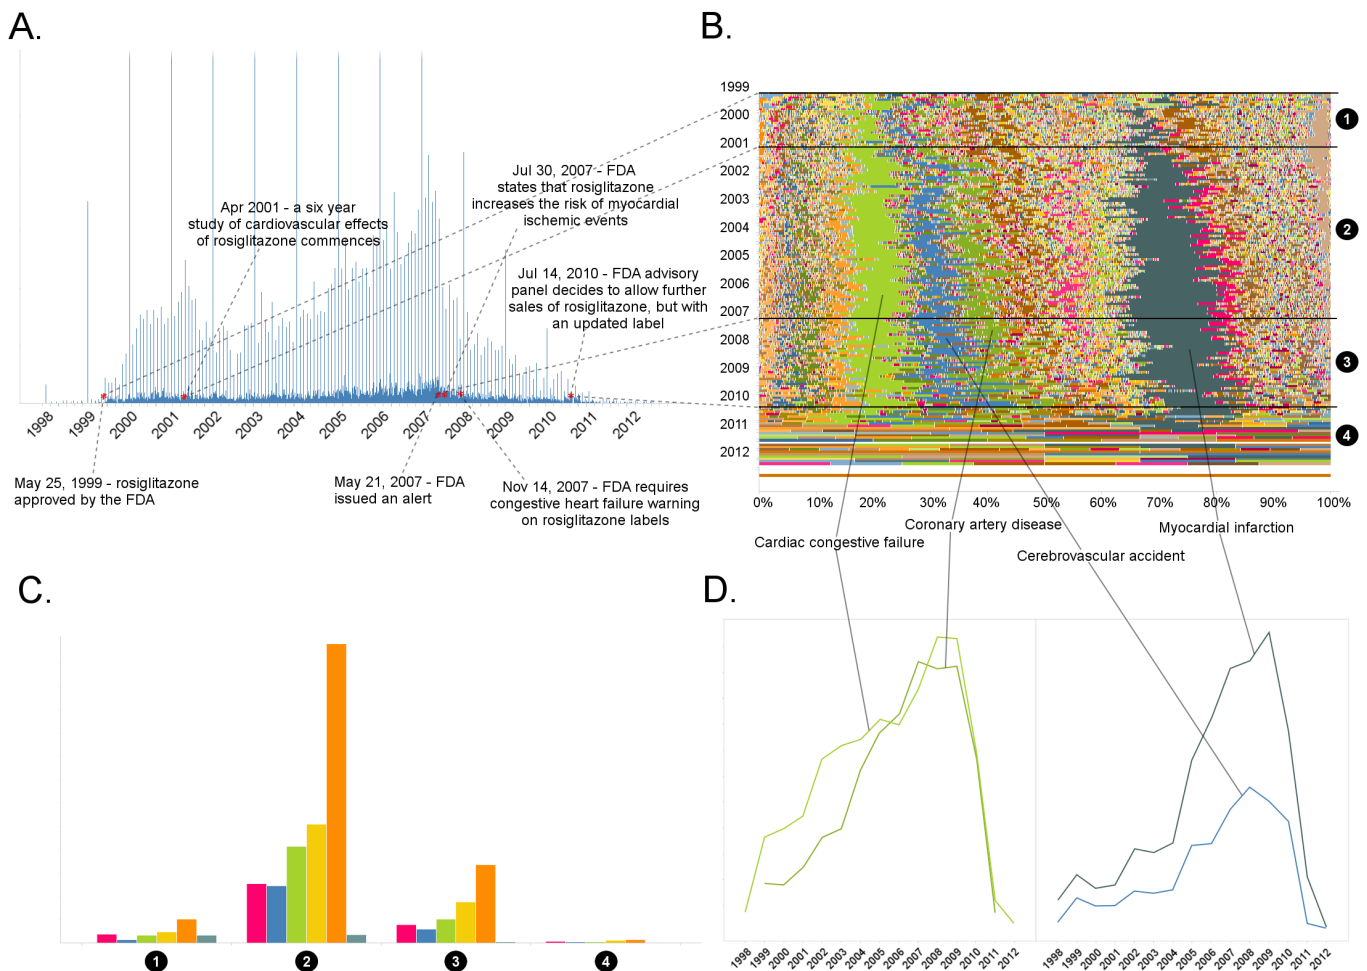 A.
B.
Jul 30, 2007 - FDA
states that rosiglitazone
increases the risk of myocardial
ischemic events
Apr 2001 - a six year
study of cardiovascular effects
of rosiglitazone commences
Jul 14, 2010 - FDA advisory
panel decides to allow further
sales of rosiglitazone, but with
an updated label
1998
1999
2000
2001
2002
2003
2004
2005
2006
2007
2008
2009
2010
2011
2012
May 25, 1999 - rosiglitazone
approved by the FDA
May 21, 2007 - FDA
issued an alert
Nov 14, 2007 - FDA requires
congestive heart failure warning
on rosiglitazone labels
1999
2000
2001
2002
2003
2004
2005
2006
2007
2008
2009
2010
2011
2012
1
2
3
4
0% 10% 20% 30% 40% 50% 60% 70% 80% 90% 100%
Coronary artery disease
Myocardial infarction
Cardiac congestive failure
Cerebrovascular accident
C.
1 2 3 4
D.
1998 1999 2000 2001 2002 2003 2004 2005 2006 2007 2008 2009 2010 2011 2012
1998 1999 2000 2001 2002 2003 2004 2005 2006 2007 2008 2009 2010 2011 2012